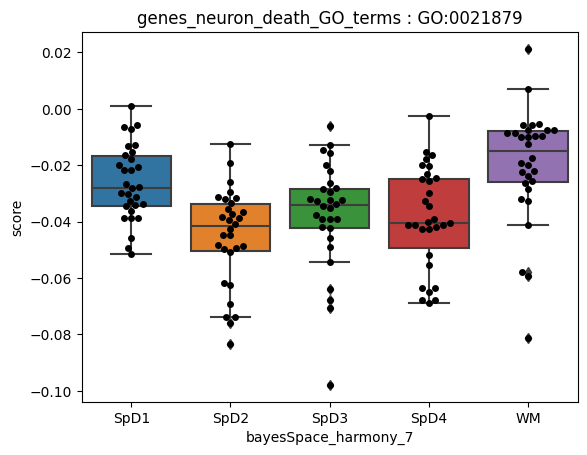 genes_neuron_death_GO_terms : GO:0021879
0.02
0.00
−0.02
−0.04
−0.06
−0.08
−0.10
score
SpD1 SpD2 SpD3 SpD4 WM
bayesSpace_harmony_7